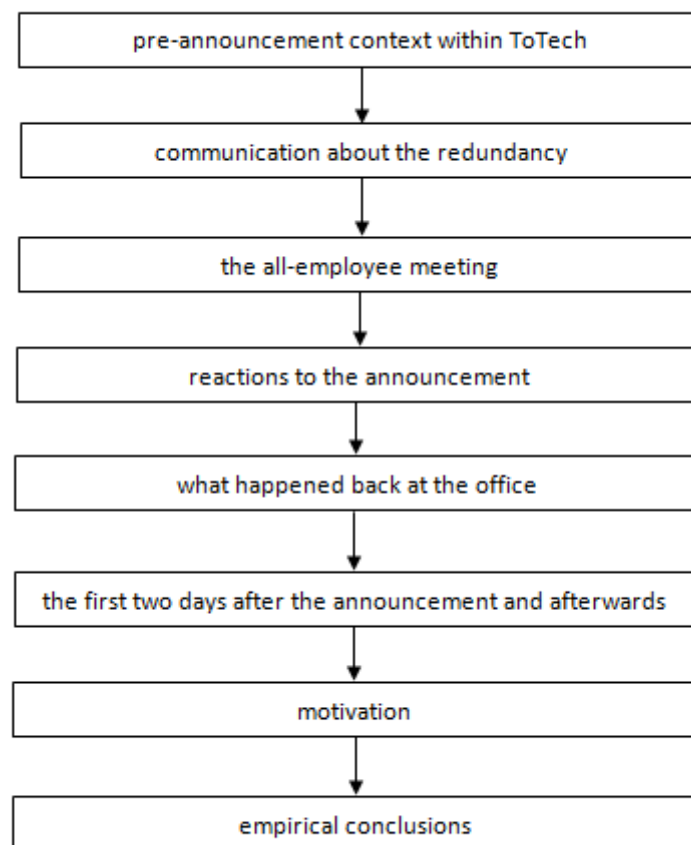 pre-announcement context within ToTech
communication about the redundancy
the all-employee meeting
reactions to the announcement
what happened back at the office
the first two days after the announcement and afterwards
motivation
empirical conclusions